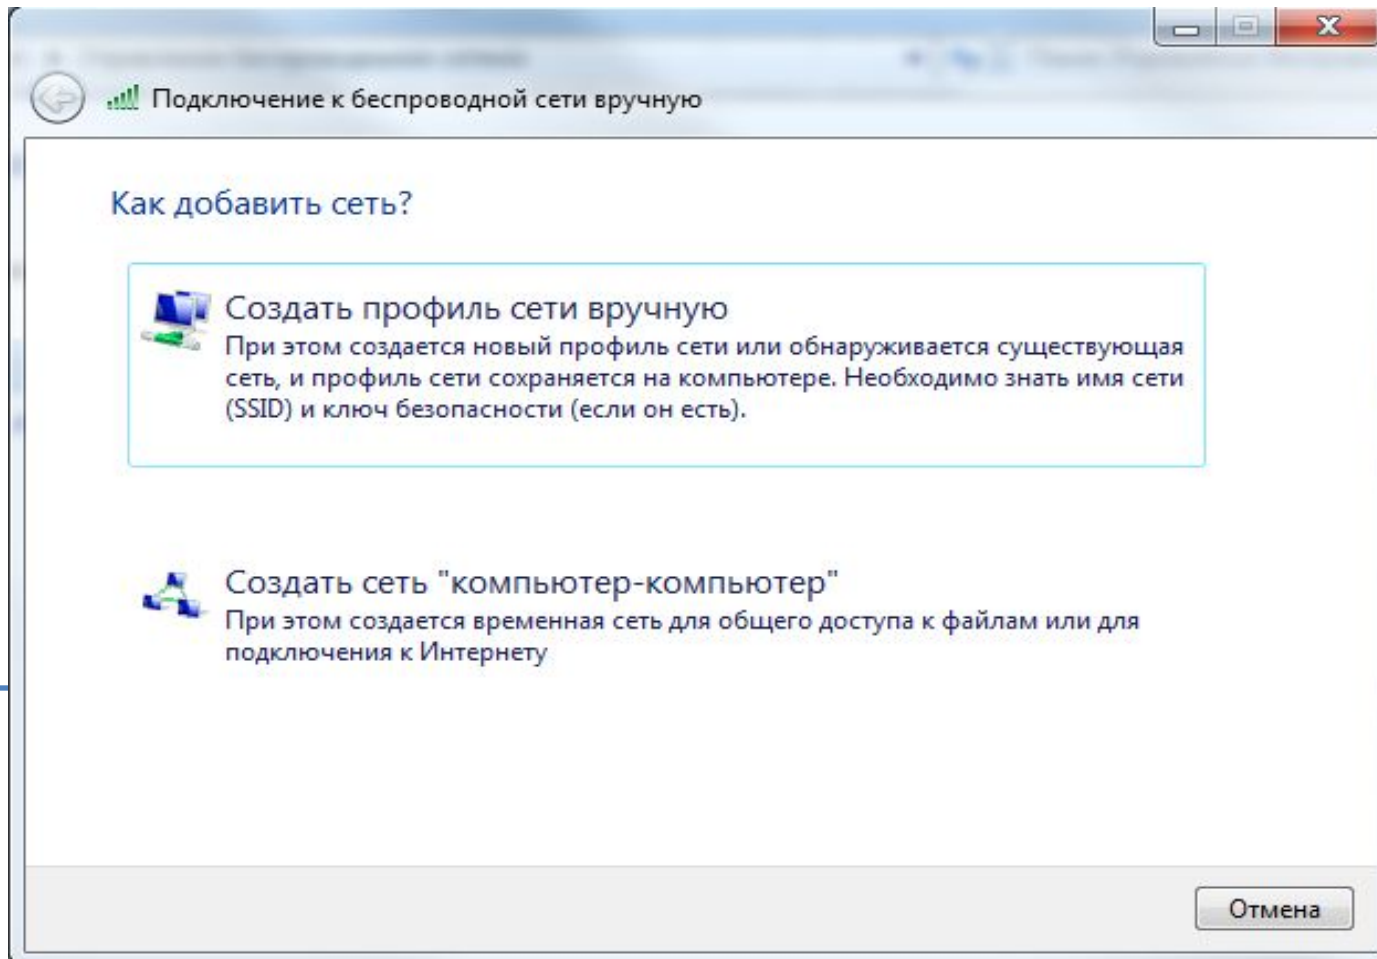 Подключение к беспроводной сети вручную
Как добавить сеть?
Создать профиль сети вручную
При этом создается новый профиль сети или обнаруживается существующая
сеть, и профиль сети сохраняется на компьютере. Необходимо знать имя сети
(SSID) и ключ безопасности (если он есть).
Создать сеть "компьютер-компьютер"
При этом создается временная сеть для общего доступа к файлам или для
подключения к Интернету
Отмена